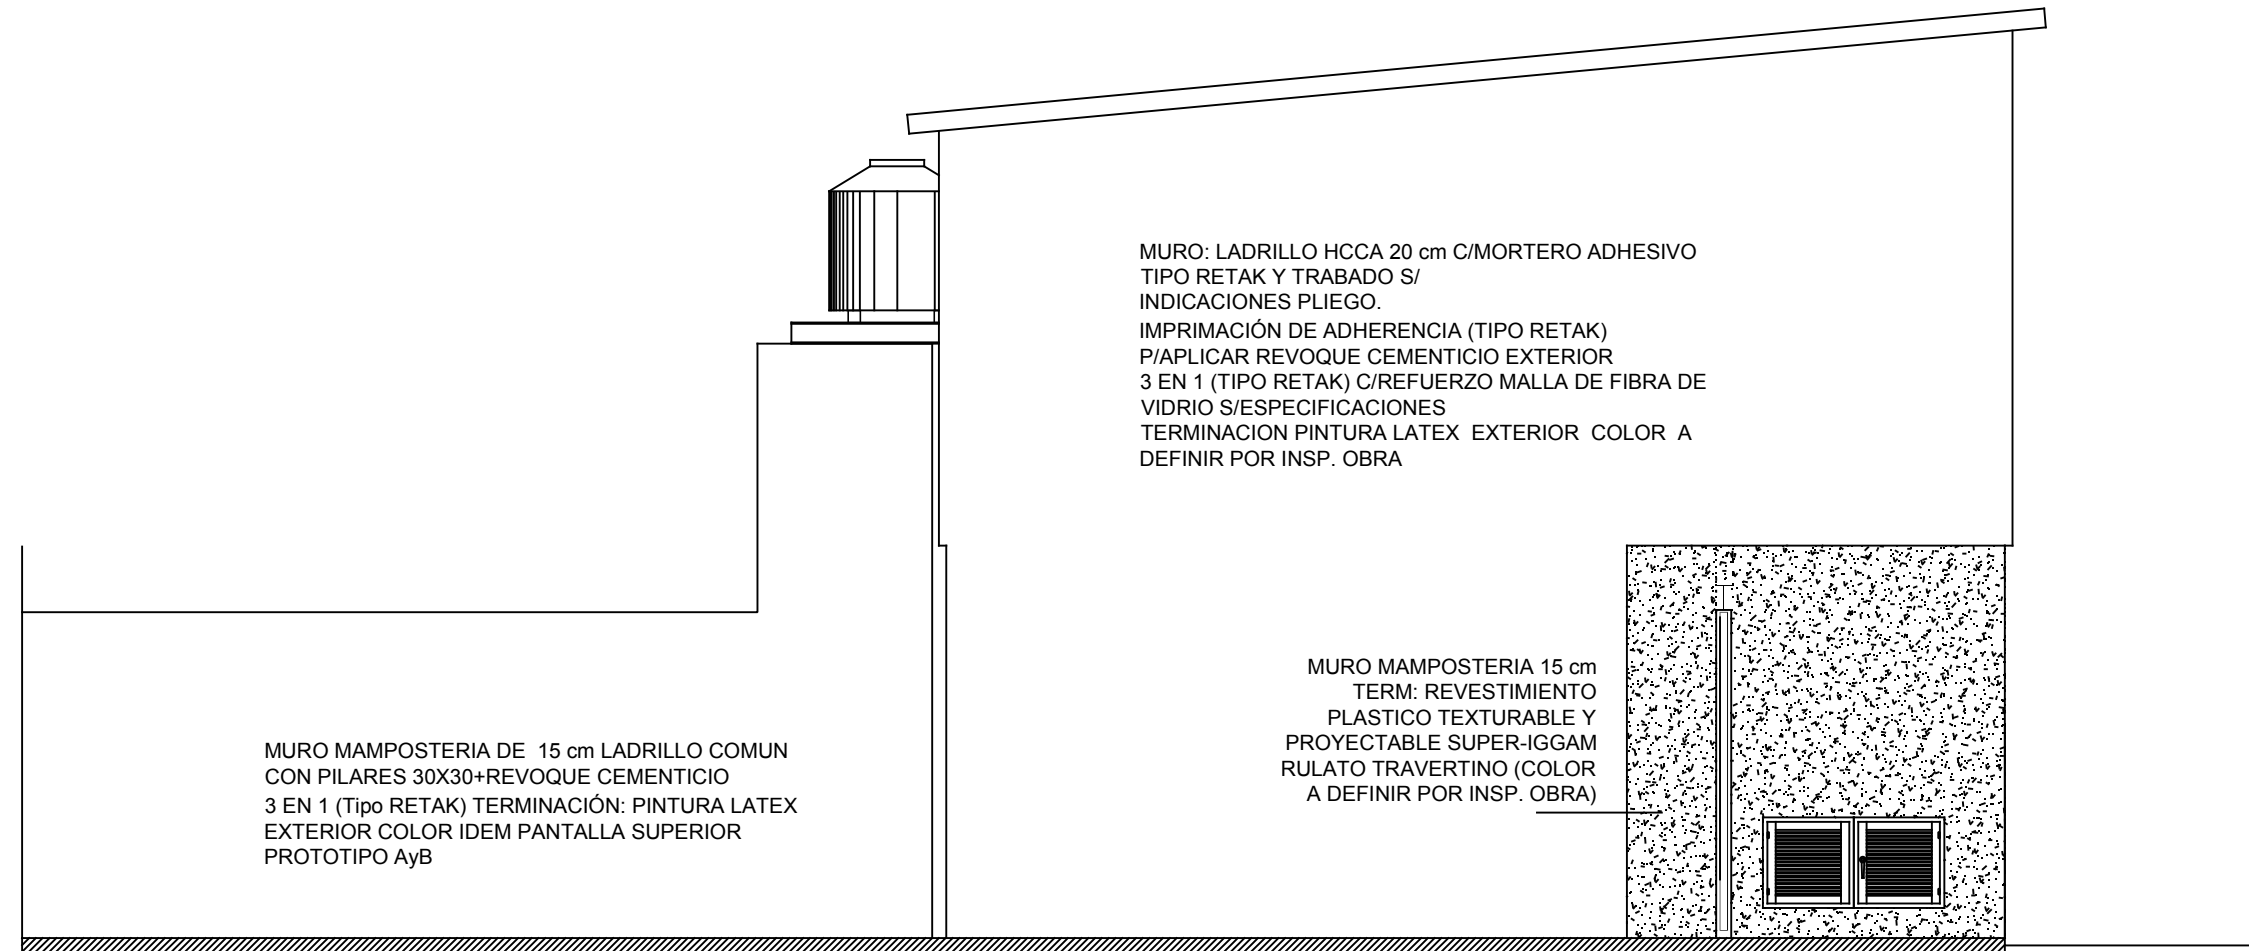 MURO: LADRILLO HCCA 20 cm C/MORTERO ADHESIVO
TIPO RETAK Y TRABADO S/
INDICACIONES PLIEGO.
IMPRIMACIÓN DE ADHERENCIA (TIPO RETAK)
P/APLICAR REVOQUE CEMENTICIO EXTERIOR
3 EN 1 (TIPO RETAK) C/REFUERZO MALLA DE FIBRA DE
VIDRIO S/ESPECIFICACIONES
TERMINACION PINTURA LATEX EXTERIOR COLOR A
DEFINIR POR INSP. OBRA
MURO MAMPOSTERIA 15 cm
TERM: REVESTIMIENTO
PLASTICO TEXTURABLE Y
PROYECTABLE SUPER-IGGAM
RULATO TRAVERTINO (COLOR
A DEFINIR POR INSP. OBRA)
MURO MAMPOSTERIA DE 15 cm LADRILLO COMUN
CON PILARES 30X30+REVOQUE CEMENTICIO
3 EN 1 (Tipo RETAK) TERMINACIÓN: PINTURA LATEX
EXTERIOR COLOR IDEM PANTALLA SUPERIOR
PROTOTIPO AyB